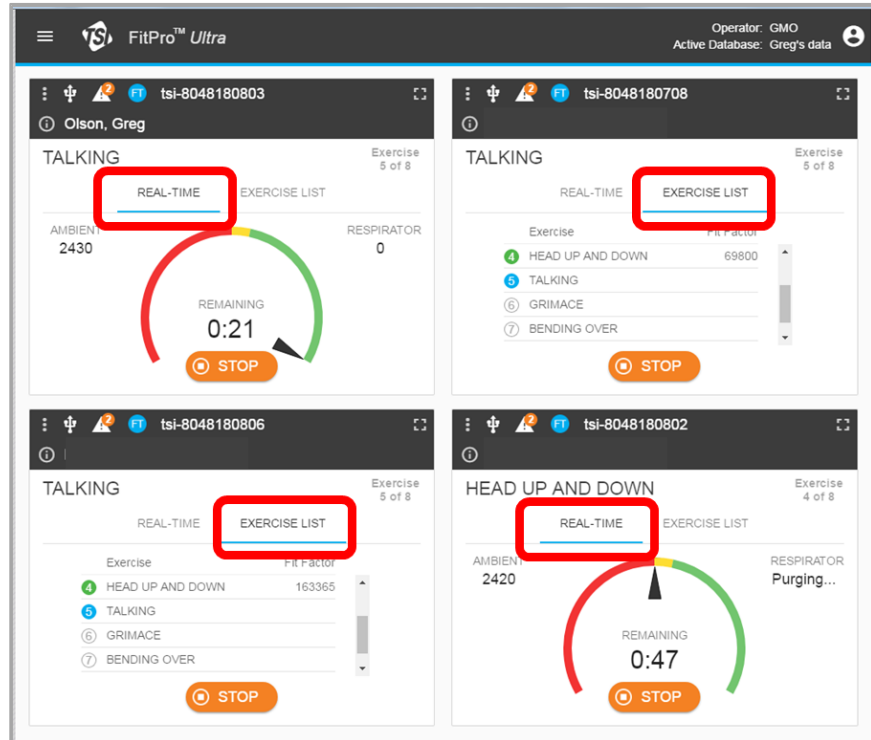 TSI FitPro™ Ultra
Operator: GMO
Active Database: Greg's data
2 FT tsi-8048180803
Olson, Greg
TALKING
Exercise
5 of 8
REAL-TIME EXERCISE LIST
AMBIENT
2430
RESPIRATOR
0
REMAINING
0:21
STOP
2 FT tsi-8048180708
TALKING
Exercise
5 of 8
REAL-TIME EXERCISE LIST
Exercise Fit Factor
4 HEAD UP AND DOWN 69800
5 TALKING
6 GRIMACE
7 BENDING OVER
STOP
2 FT tsi-8048180806
TALKING
Exercise
5 of 8
REAL-TIME EXERCISE LIST
Exercise Fit Factor
4 HEAD UP AND DOWN 163365
5 TALKING
6 GRIMACE
7 BENDING OVER
STOP
2 FT tsi-8048180802
HEAD UP AND DOWN
Exercise
4 of 8
REAL-TIME EXERCISE LIST
AMBIENT
2420
RESPIRATOR
Purging...
REMAINING
0:47
STOP